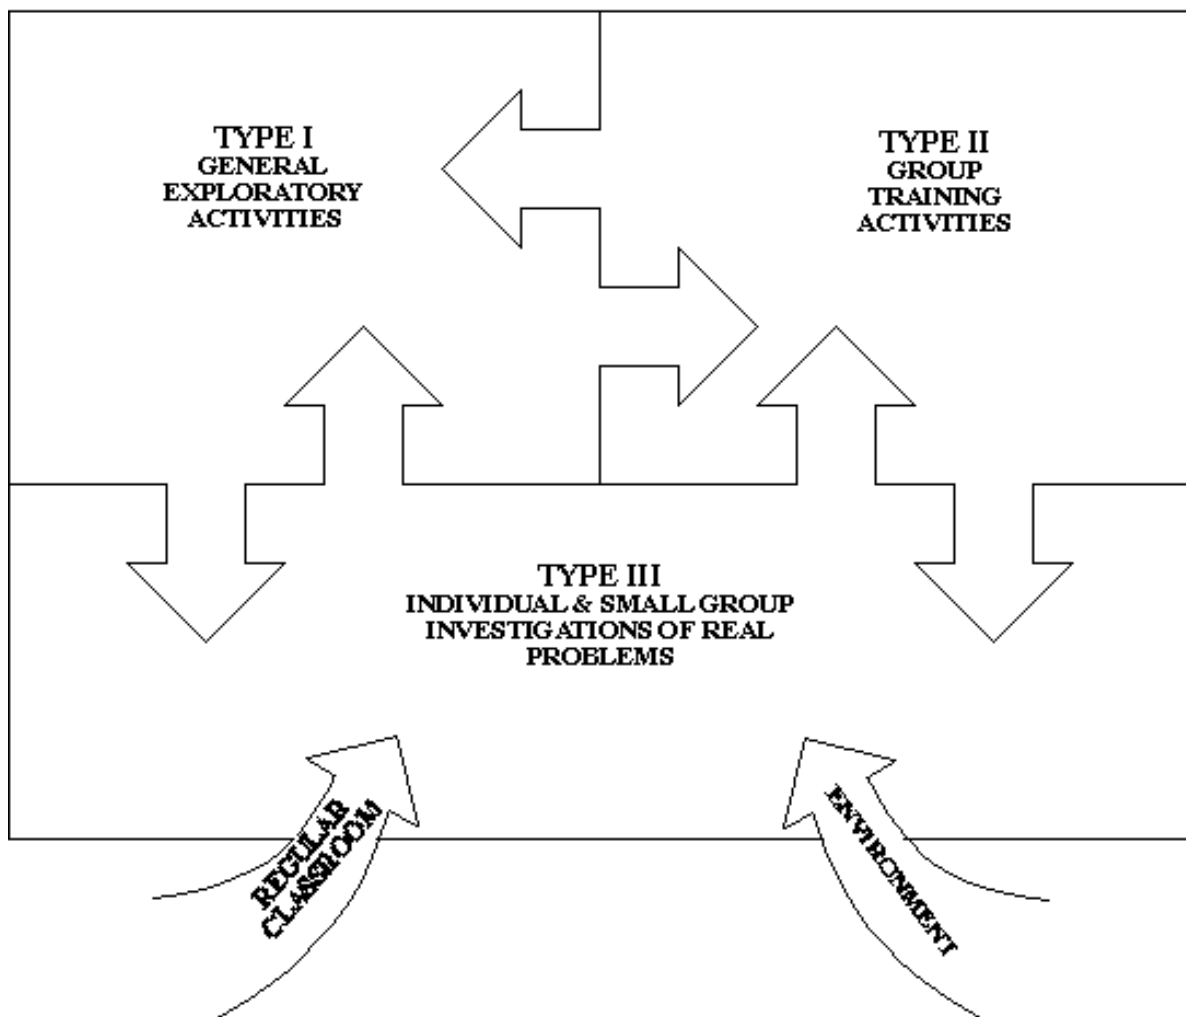 TYPE I
GENERAL
EXPLORATORY
ACTIVITIES
TYPE II
GROUP
TRAINING
ACTIVITIES
TYPE III
INDIVIDUAL & SMALL GROUP
INVESTIGATIONS OF REAL
PROBLEMS
REGULAR
CLASSROOM
ENVIRONMENT